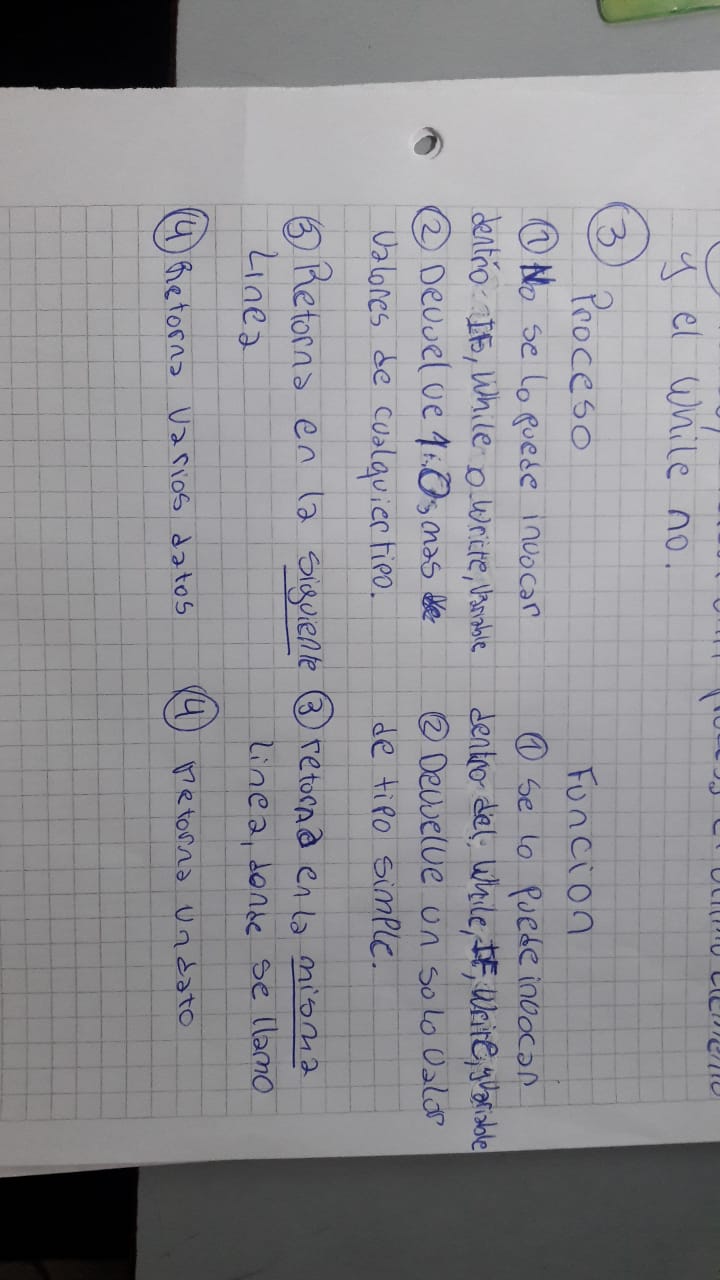 el último elemento
y el While no.
③
Proceso
Funcion
① No se lo puede invocar
dentro IF, While o Write, Variable
② Devuelve 1 o mas de
Valores de cualquier tipo.
③ Retorna en la siguiente
Linea
④ Retorna varios datos
① Se lo puede invocar
dentro del While, IF, Write, y Variable
② Devuelve un solo valor
de tipo simple.
③ retorna en la misma
Linea, donde se llamo
④ retorna un dato